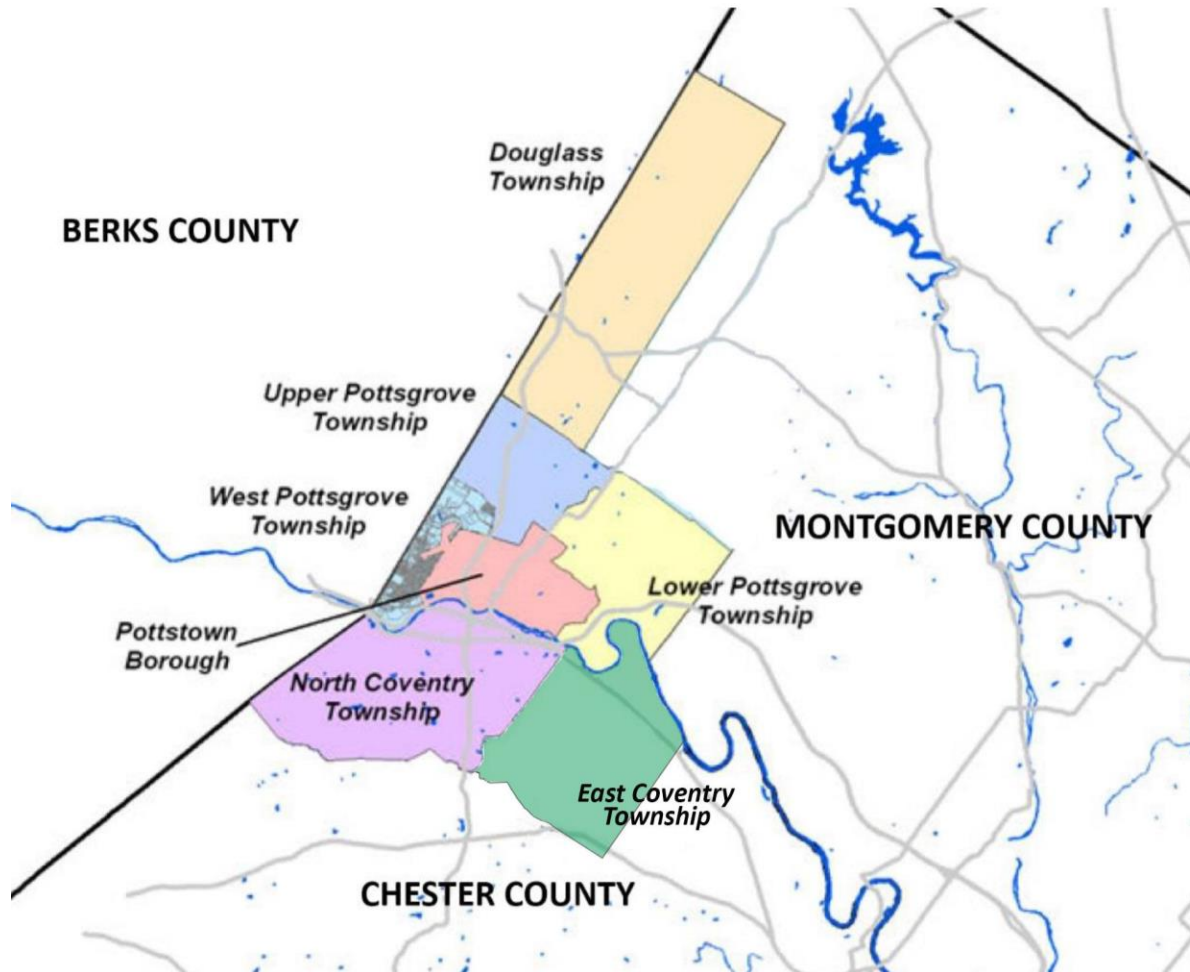 Douglass
Township
BERKS COUNTY
Upper Pottsgrove
Township
West Pottsgrove
Township
MONTGOMERY COUNTY
Lower Pottsgrove
Township
Pottstown
Borough
North Coventry
Township
East Coventry
Township
CHESTER COUNTY